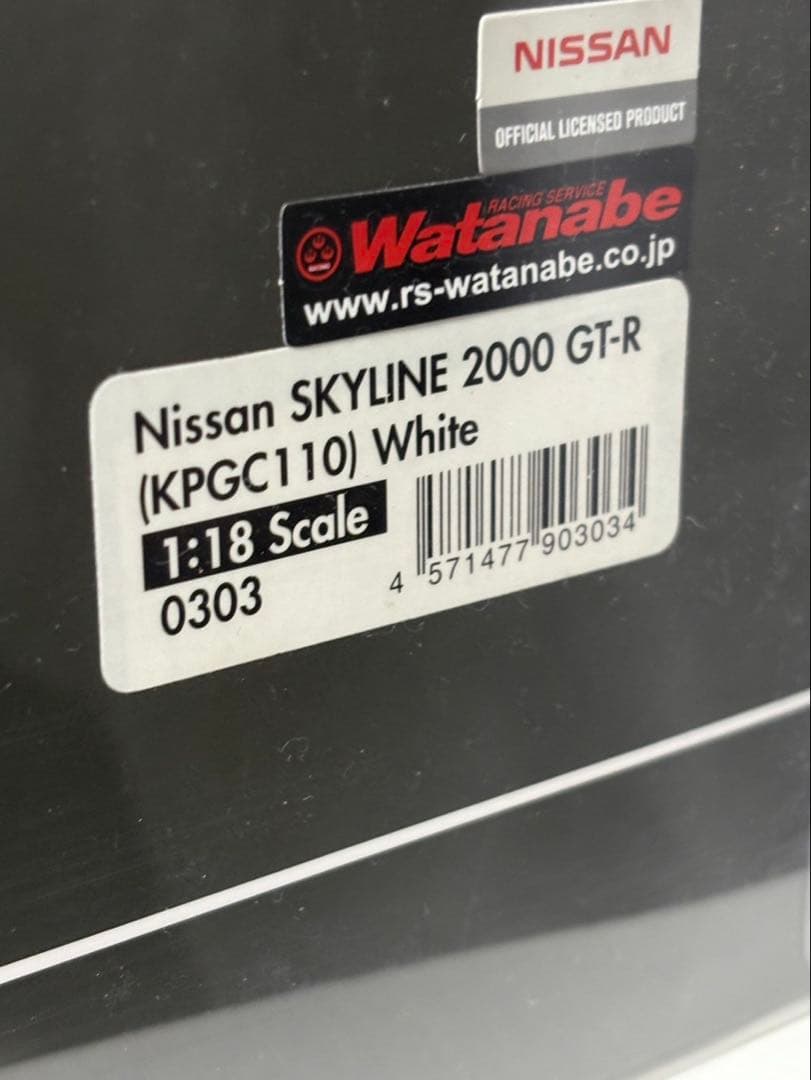 NISSAN
OFFICIAL LICENSED PRODUCT
RACING SERVICE
Watanabe
www.rs-watanabe.co.jp
Nissan SKYLINE 2000 GT-R
(KPGC110) White
1:18 Scale
0303
4 571477 903034